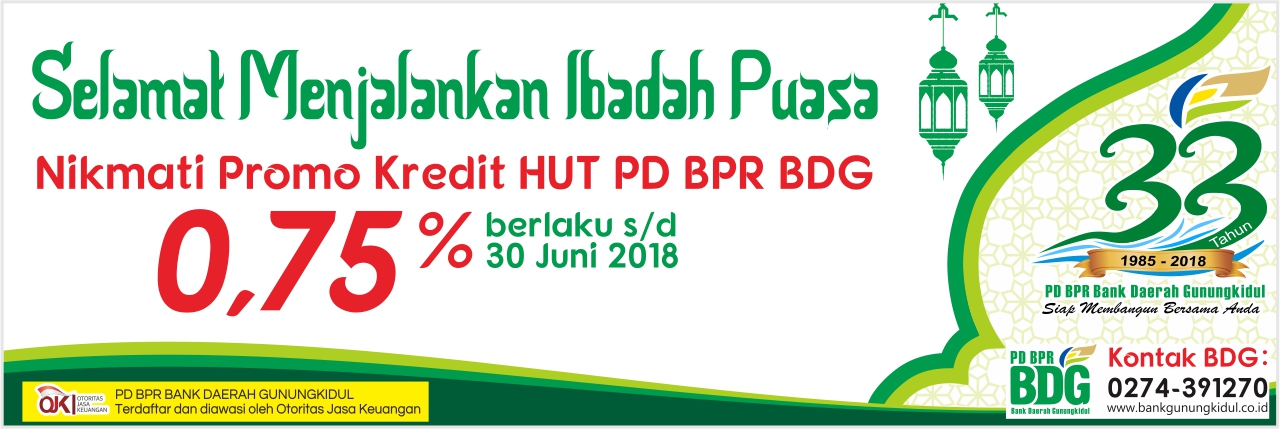 Selamat Menjalankan Ibadah Puasa
Nikmati Promo Kredit HUT PD BPR BDG
0,75 %
berlaku s/d
30 Juni 2018
33
Tahun
1985 - 2018
PD BPR Bank Daerah Gunungkidul
Siap Membangun Bersama Anda
OJK
OTORITAS
JASA
KEUANGAN
PD BPR BANK DAERAH GUNUNGKIDUL
Terdaftar dan diawasi oleh Otoritas Jasa Keuangan
PD BPR
BDG
Bank Daerah Gunungkidul
Kontak BDG:
0274-391270
www.bankgunungkidul.co.id